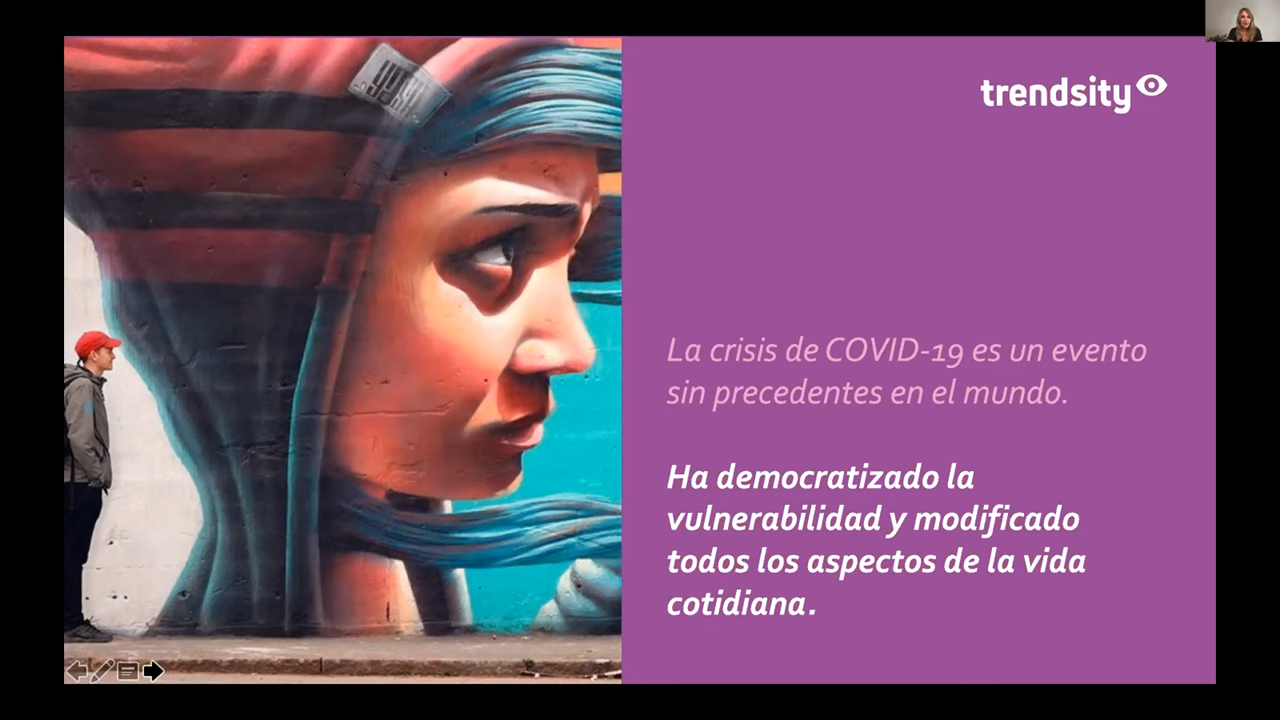 trendsity
La crisis de COVID-19 es un evento
sin precedentes en el mundo.
Ha democratizado la
vulnerabilidad y modificado
todos los aspectos de la vida
cotidiana.